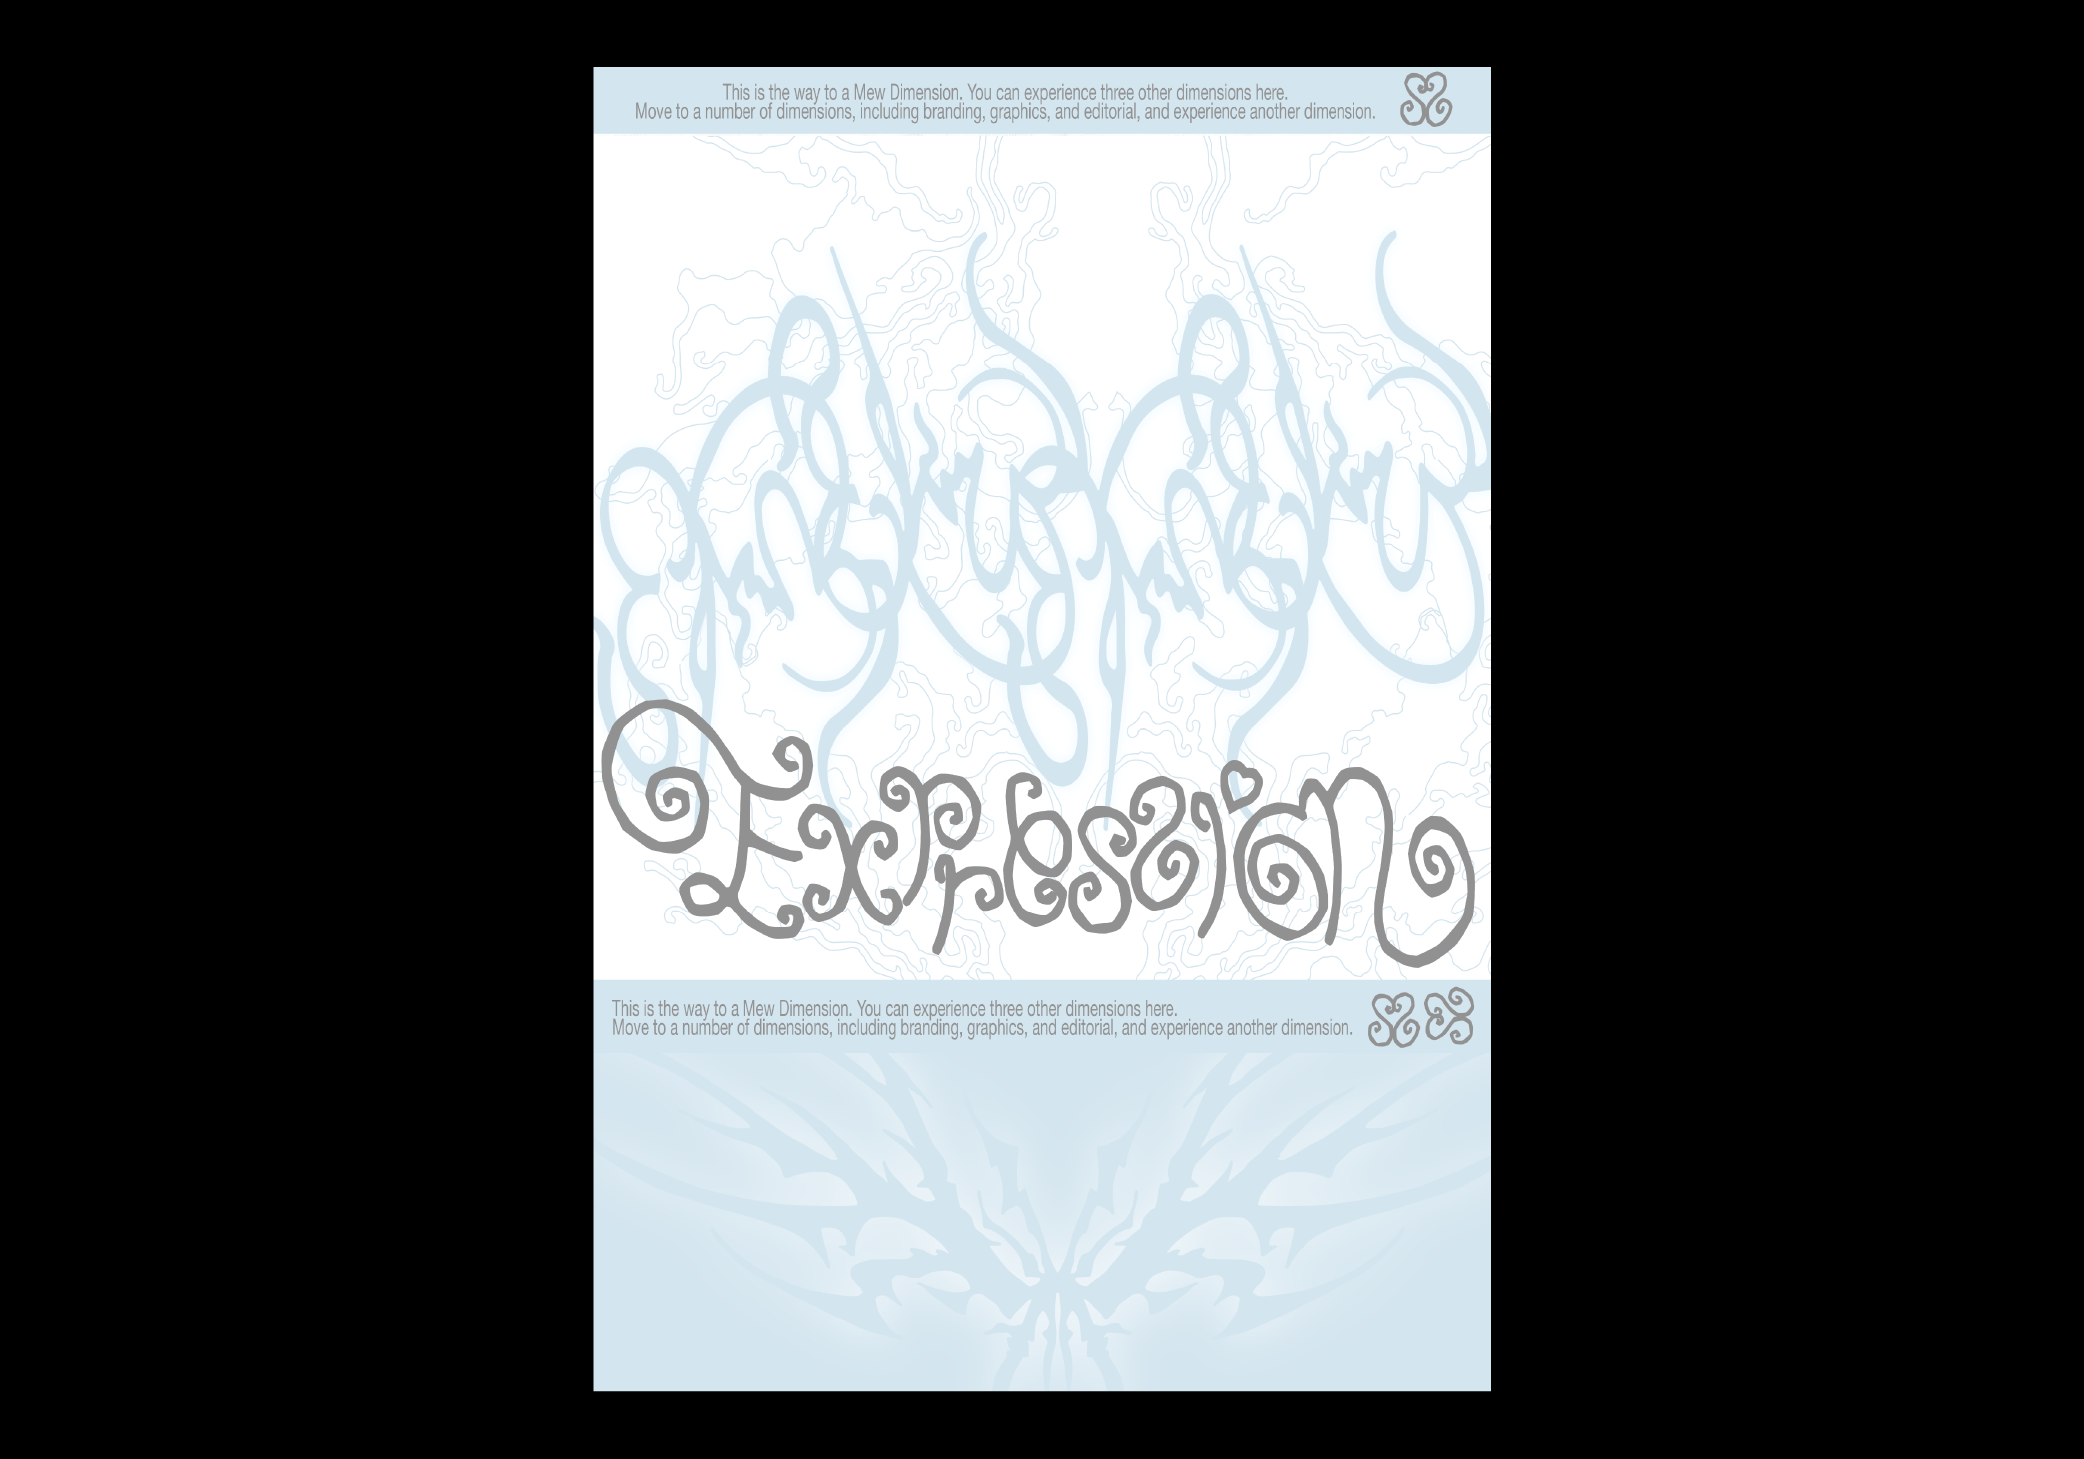 This is the way to a Mew Dimension. You can experience three other dimensions here.
Move to a number of dimensions, including branding, graphics, and editorial, and experience another dimension.
Expression
This is the way to a Mew Dimension. You can experience three other dimensions here.
Move to a number of dimensions, including branding, graphics, and editorial, and experience another dimension.